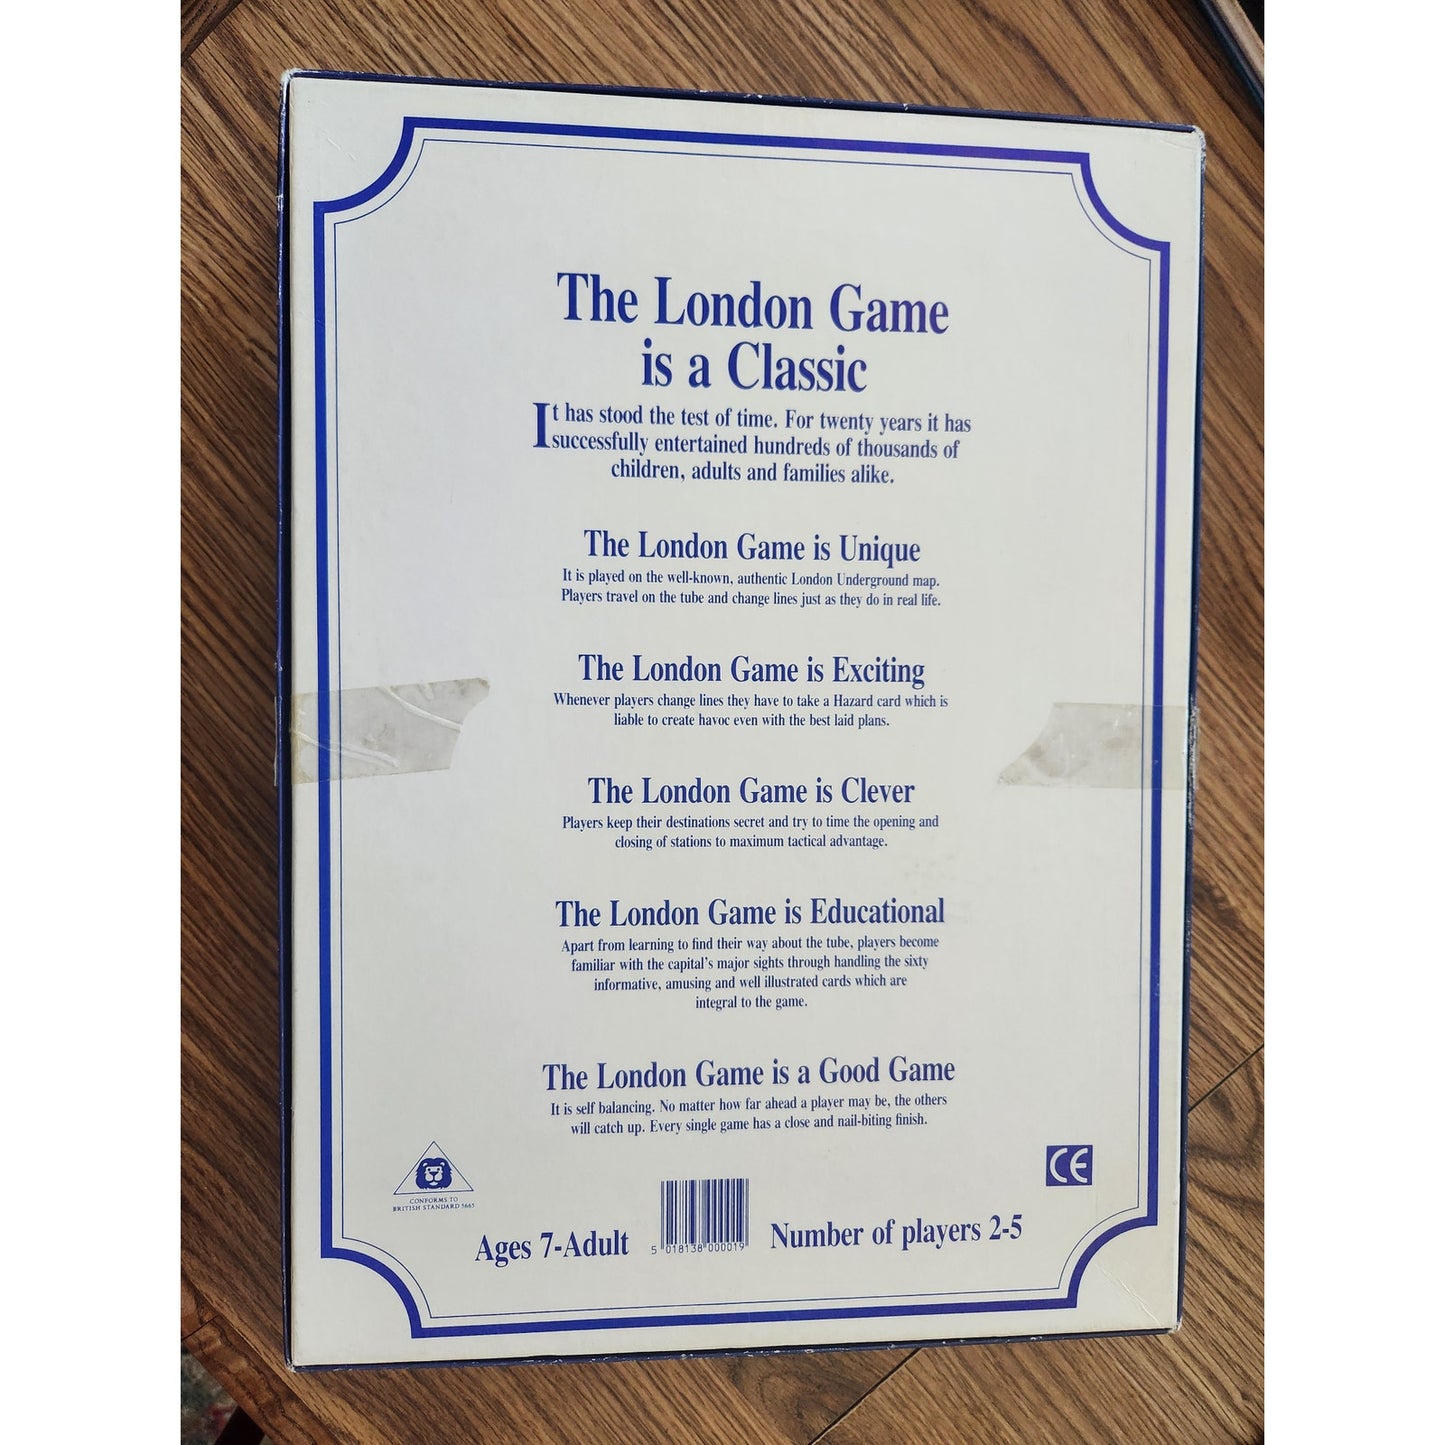 The London Game
is a Classic
It has stood the test of time. For twenty years it has
successfully entertained hundreds of thousands of
children, adults and families alike.
The London Game is Unique
It is played on the well-known, authentic London Underground map.
Players travel on the tube and change lines just as they do in real life.
The London Game is Exciting
Whenever players change lines they have to take a Hazard card which is
liable to create havoc even with the best laid plans.
The London Game is Clever
Players keep their destinations secret and try to time the opening and
closing of stations to maximum tactical advantage.
The London Game is Educational
Apart from learning to find their way about the tube, players become
familiar with the capital's major sights through handling the sixty
informative, amusing and well illustrated cards which are
integral to the game.
The London Game is a Good Game
It is self balancing. No matter how far ahead a player may be, the others
will catch up. Every single game has a close and nail-biting finish.
CE
CONFORMS TO
BRITISH STANDARD 5665
Ages 7-Adult
5 018138 000019
Number of players 2-5